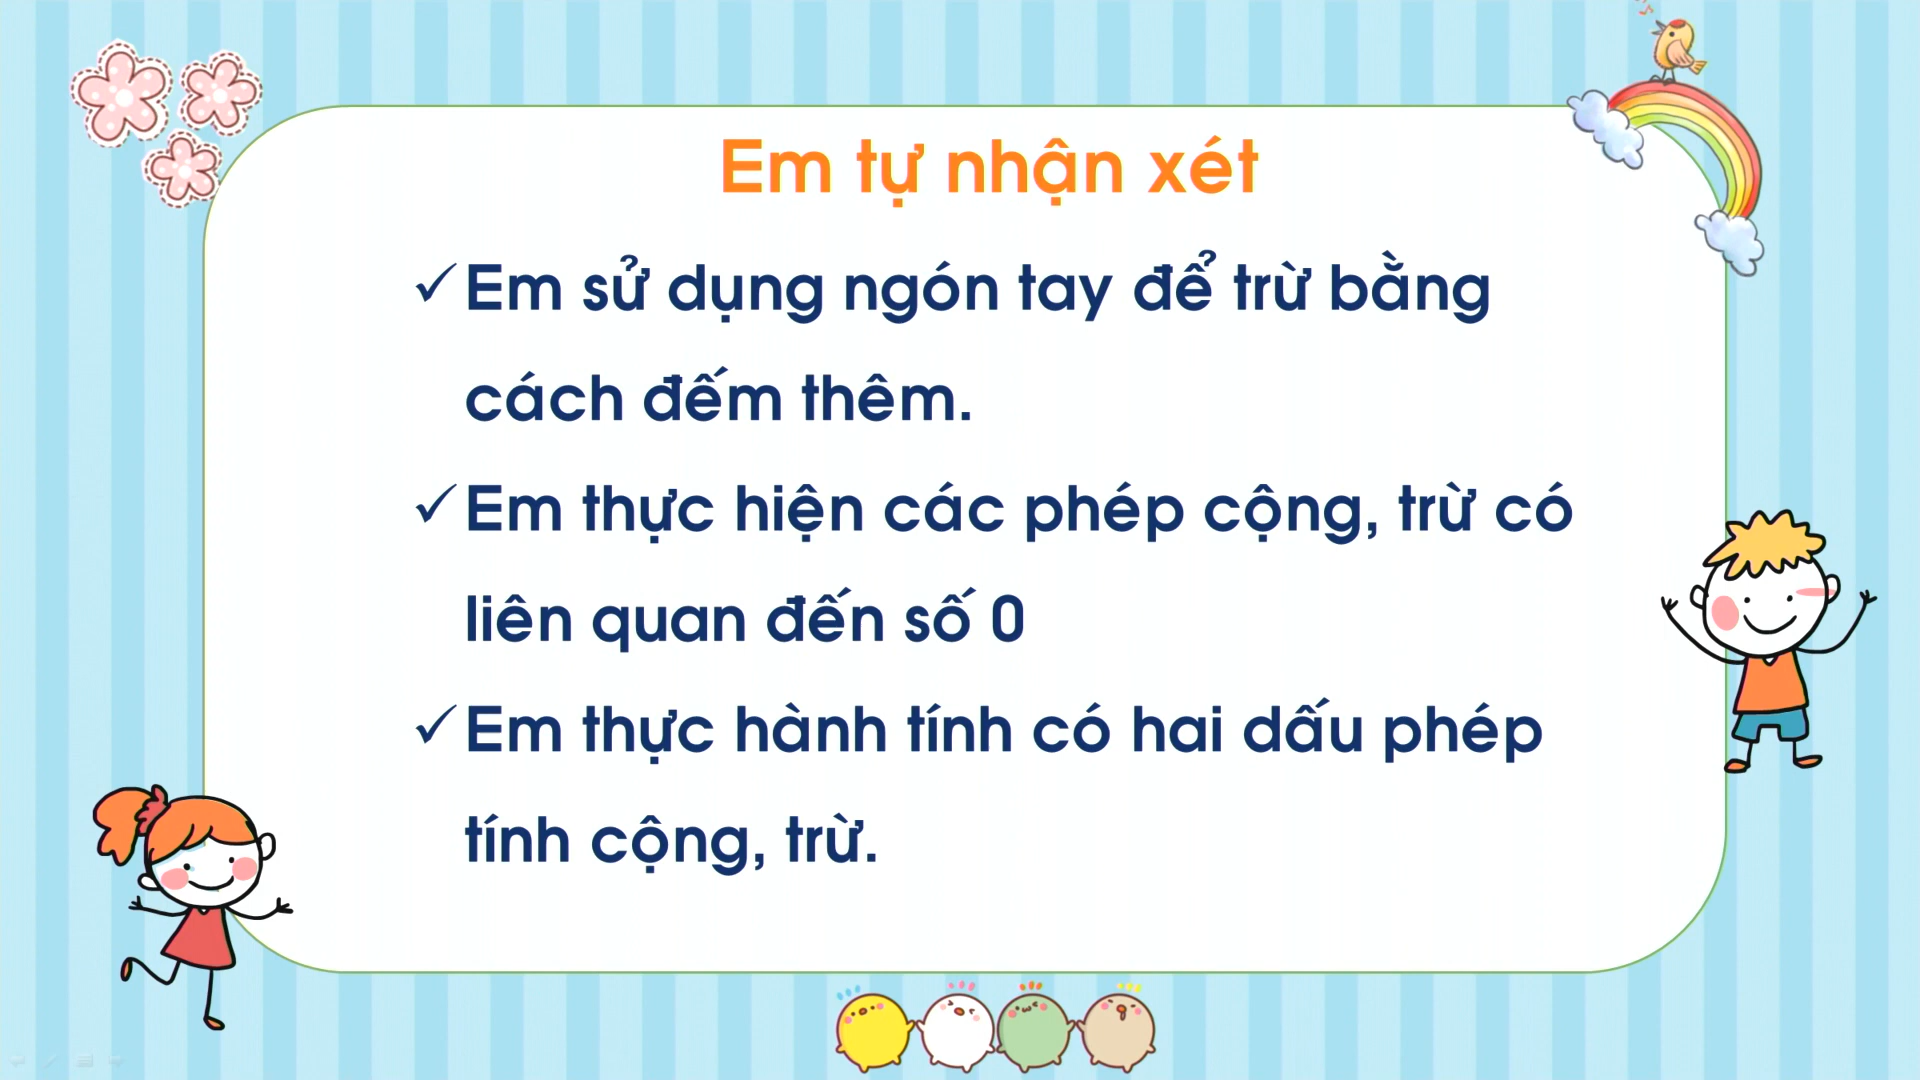 Em tự nhận xét
✓ Em sử dụng ngón tay để trừ bằng
cách đếm thêm.
✓ Em thực hiện các phép cộng, trừ có
liên quan đến số 0
✓ Em thực hành tính có hai dấu phép
tính cộng, trừ.